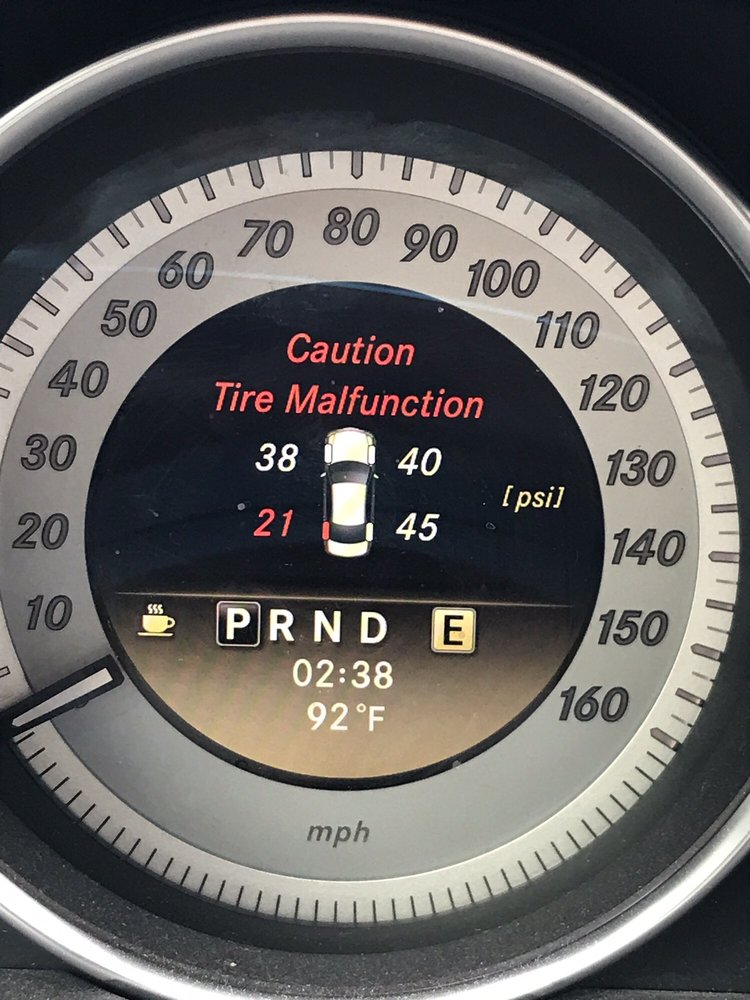 80
70 90
60 100
50 110
40 120
30 130
20 140
10 150
160
Caution
Tire Malfunction
38 40
[psi]
21 45
P R N D E
02:38
92°F
mph